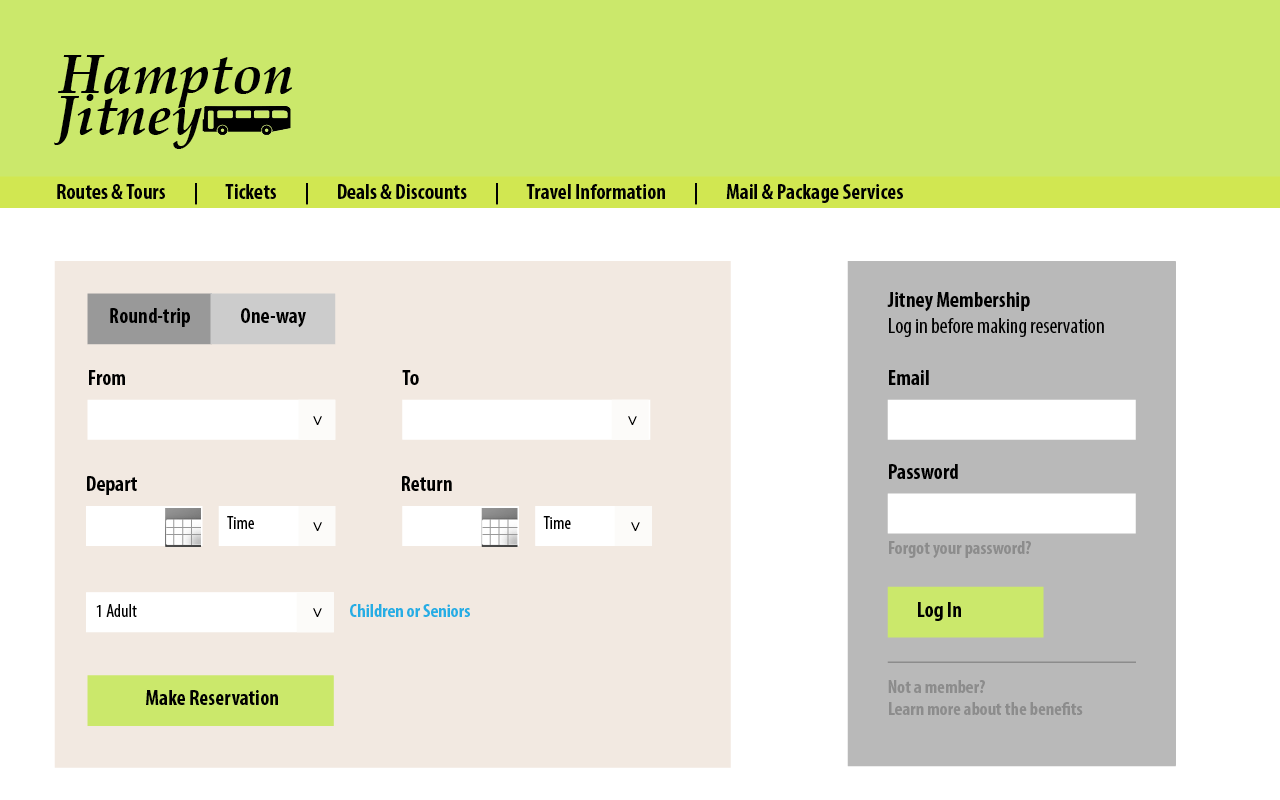 Hampton
Jitney
Routes & Tours | Tickets | Deals & Discounts | Travel Information | Mail & Package Services
Round-trip One-way
From To
v v
Depart Return
Time v Time v
1 Adult v Children or Seniors
Make Reservation
Jitney Membership
Log in before making reservation
Email
Password
Forgot your password?
Log In
Not a member?
Learn more about the benefits